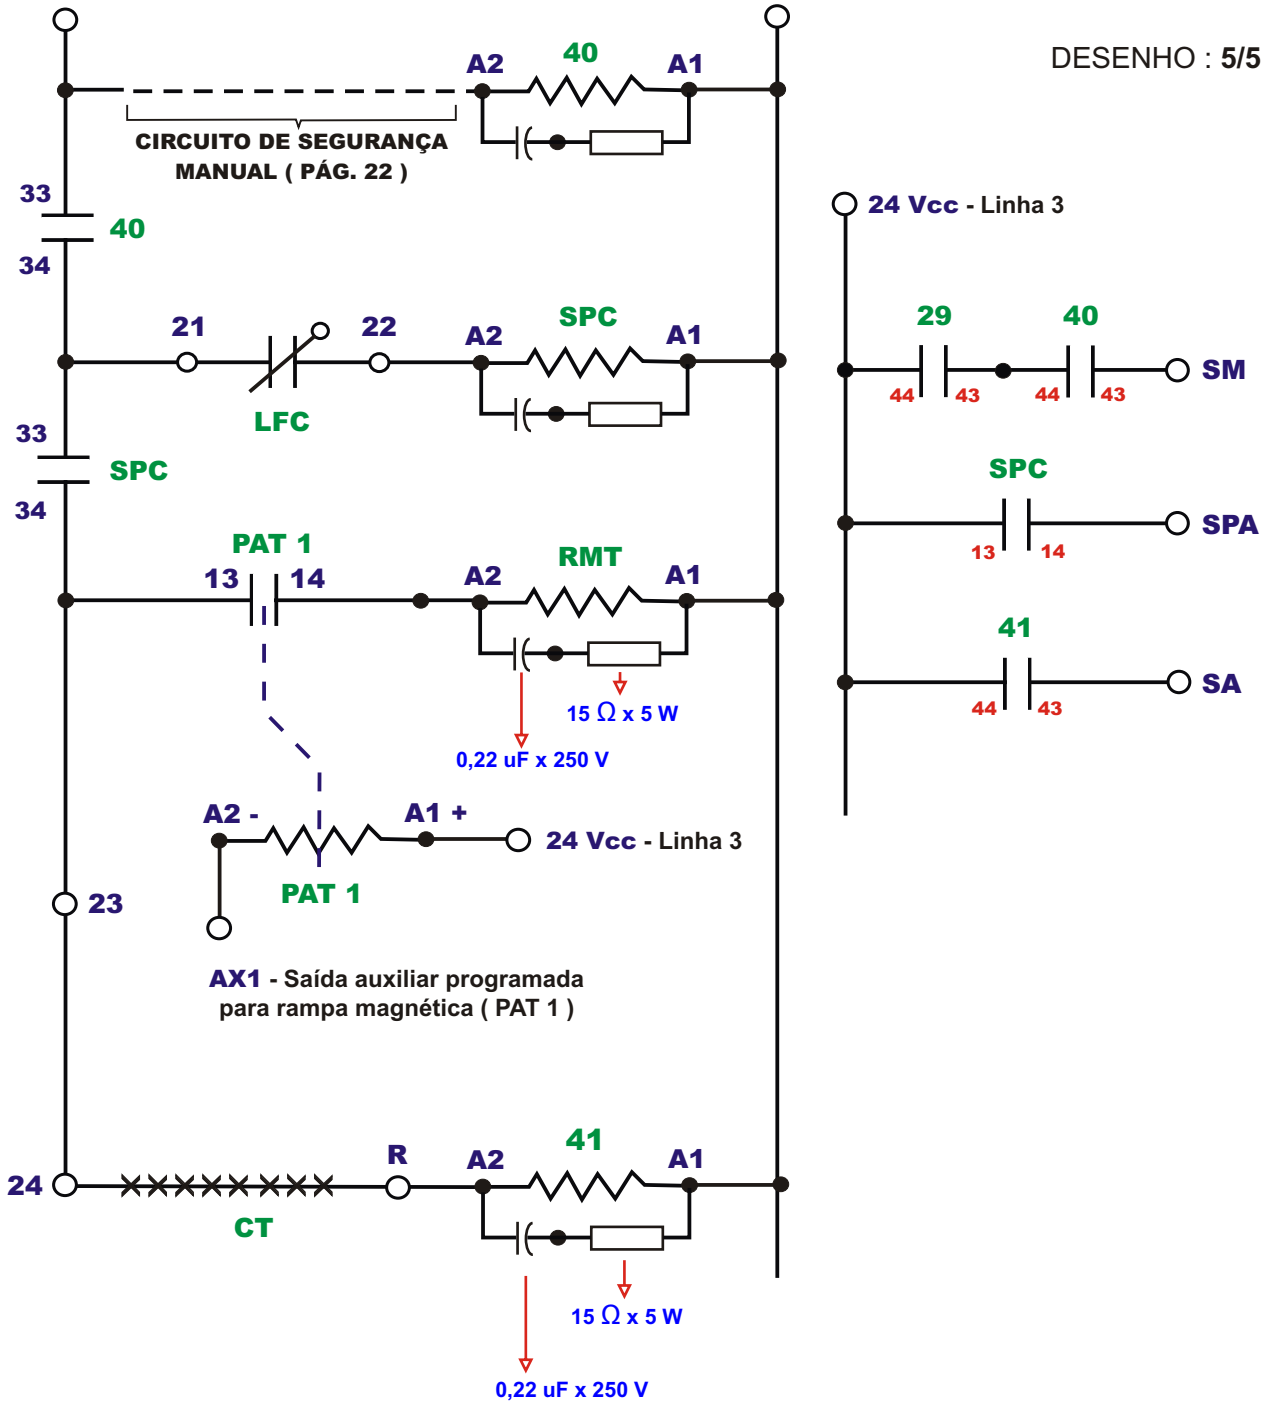 DESENHO : 5/5
A2
40
A1
CIRCUITO DE SEGURANÇA
MANUAL ( PÁG. 22 )
33
40
34
21
22
LFC
A2
SPC
A1
33
SPC
34
PAT 1
13
14
A2
RMT
A1
15 Ω x 5 W
0,22 uF x 250 V
A2 -
A1 +
24 Vcc - Linha 3
PAT 1
23
AX1 - Saída auxiliar programada
para rampa magnética ( PAT 1 )
24
CT
R
A2
41
A1
15 Ω x 5 W
0,22 uF x 250 V
24 Vcc - Linha 3
29
40
44
43
44
43
SM
SPC
13
14
SPA
41
44
43
SA